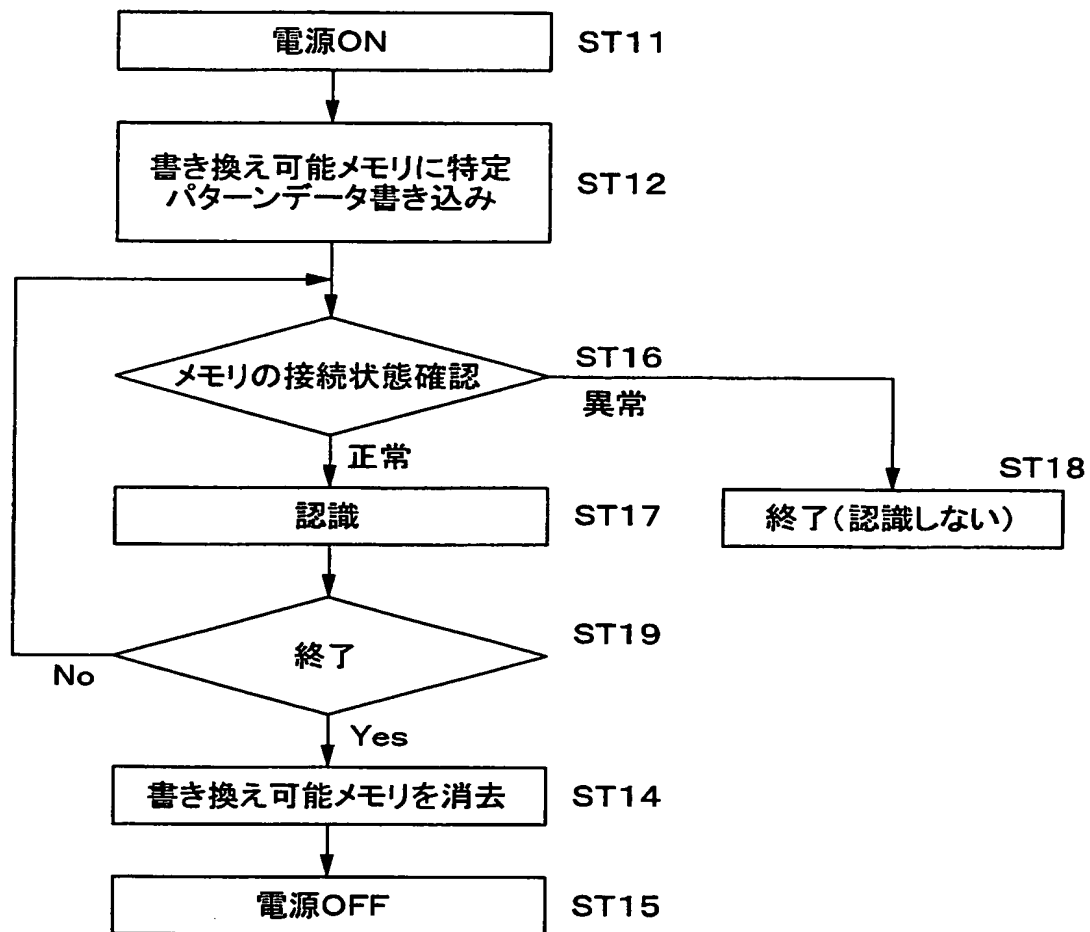 電源ON
ST11
書き換え可能メモリに特定
パターンデータ書き込み
ST12
メモリの接続状態確認
ST16
異常
正常
ST18
認識
ST17
終了(認識しない)
終了
ST19
No
Yes
書き換え可能メモリを消去
ST14
電源OFF
ST15